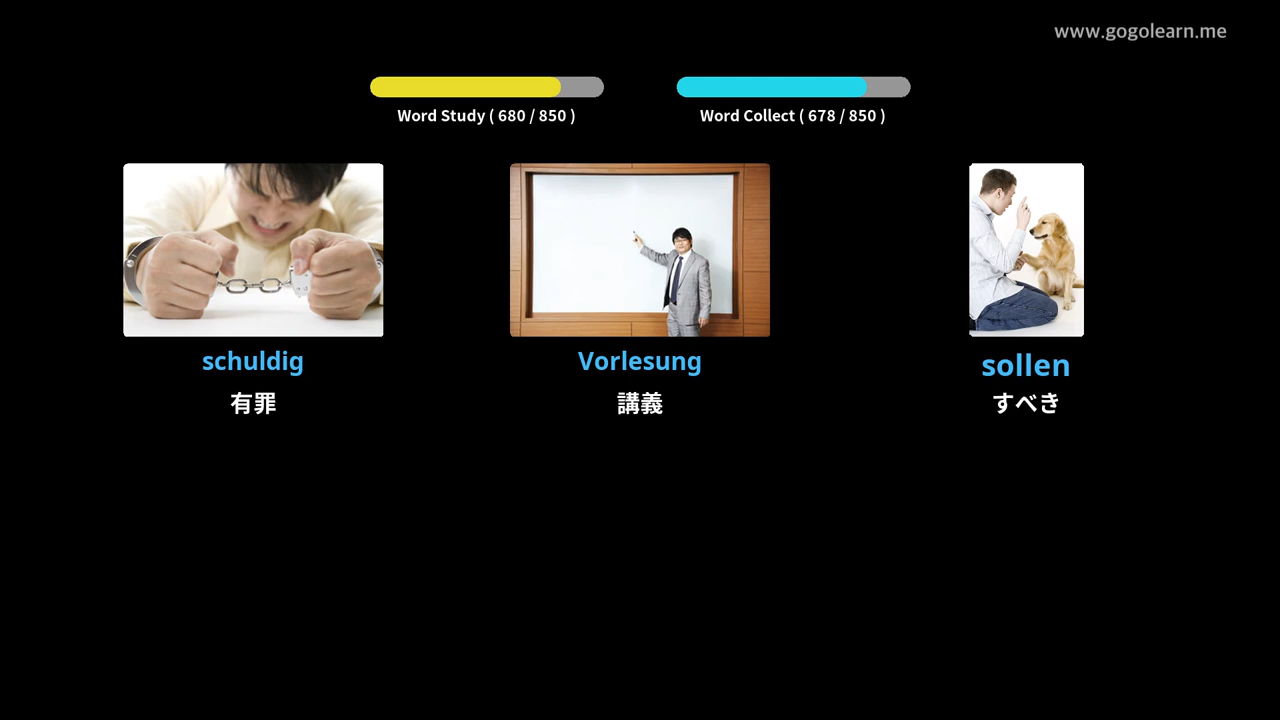 www.gogolearn.me
Word Study ( 680 / 850 )
Word Collect ( 678 / 850 )
schuldig
有罪
Vorlesung
講義
sollen
すべき